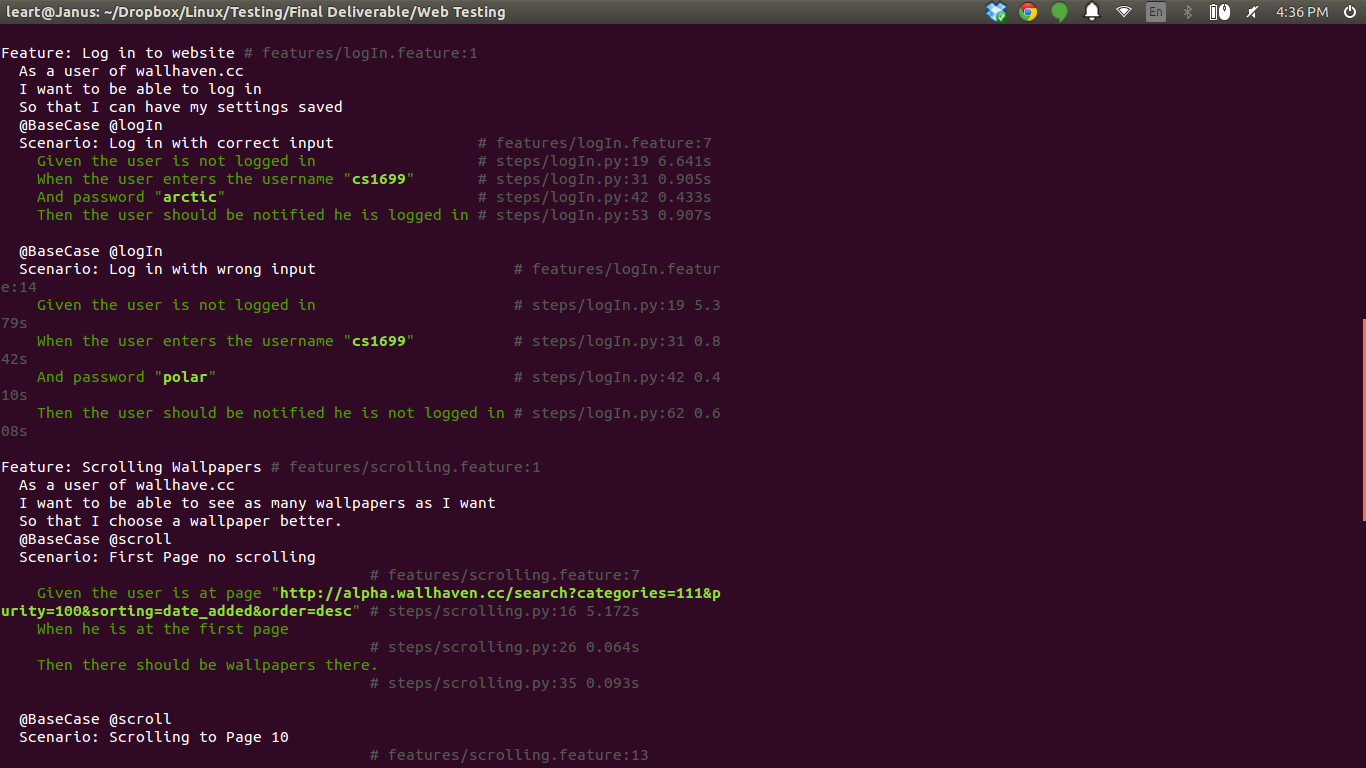 leart@Janus: ~/Dropbox/Linux/Testing/Final Deliverable/Web Testing
En
4:36 PM
Feature: Log in to website # features/logIn.feature:1
As a user of wallhaven.cc
I want to be able to log in
So that I can have my settings saved
@BaseCase @logIn
Scenario: Log in with correct input # features/logIn.feature:7
Given the user is not logged in # steps/logIn.py:19 6.641s
When the user enters the username "cs1699" # steps/logIn.py:31 0.905s
And password "arctic" # steps/logIn.py:42 0.433s
Then the user should be notified he is logged in # steps/logIn.py:53 0.907s
@BaseCase @logIn
Scenario: Log in with wrong input # features/logIn.featur
e:14
Given the user is not logged in # steps/logIn.py:19 5.3
79s
When the user enters the username "cs1699" # steps/logIn.py:31 0.8
42s
And password "polar" # steps/logIn.py:42 0.4
10s
Then the user should be notified he is not logged in # steps/logIn.py:62 0.6
08s
Feature: Scrolling Wallpapers # features/scrolling.feature:1
As a user of wallhave.cc
I want to be able to see as many wallpapers as I want
So that I choose a wallpaper better.
@BaseCase @scroll
Scenario: First Page no scrolling
# features/scrolling.feature:7
Given the user is at page "http://alpha.wallhaven.cc/search?categories=111&p
urity=100&sorting=date_added&order=desc" # steps/scrolling.py:16 5.172s
When he is at the first page
# steps/scrolling.py:26 0.064s
Then there should be wallpapers there.
# steps/scrolling.py:35 0.093s
@BaseCase @scroll
Scenario: Scrolling to Page 10
# features/scrolling.feature:13